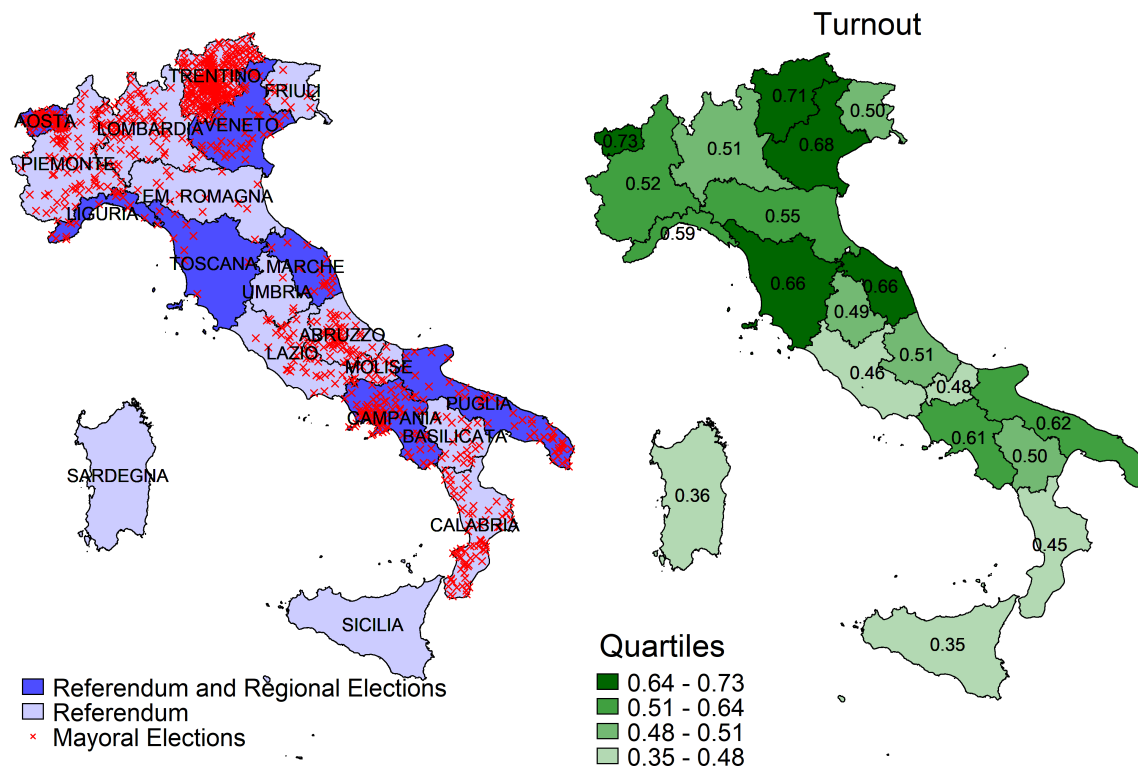 TRENTINO
FRIULI
AOSTA
LOMBARDIA
VENETO
PIEMONTE
EM. ROMAGNA
LIGURIA
TOSCANA
MARCHE
UMBRIA
ABRUZZO
LAZIO
MOLISE
PUGLIA
CAMPANIA
BASILICATA
SARDEGNA
CALABRIA
SICILIA
Referendum and Regional Elections
Referendum
Mayoral Elections
Turnout
0.71
0.50
0.73
0.68
0.51
0.52
0.55
0.59
0.66
0.66
0.49
0.51
0.46
0.48
0.62
0.61
0.50
0.36
0.45
0.35
Quartiles
0.64 - 0.73
0.51 - 0.64
0.48 - 0.51
0.35 - 0.48